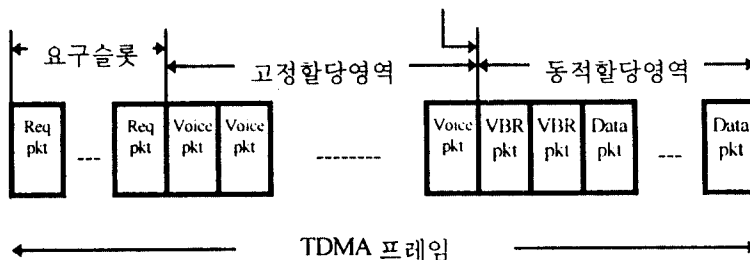 요구슬롯
고정할당영역
동적할당영역
Req pkt
---
Req pkt
Voice pkt
Voice pkt
--------
Voice pkt
VBR pkt
VBR pkt
Data pkt
---
Data pkt
TDMA 프레임